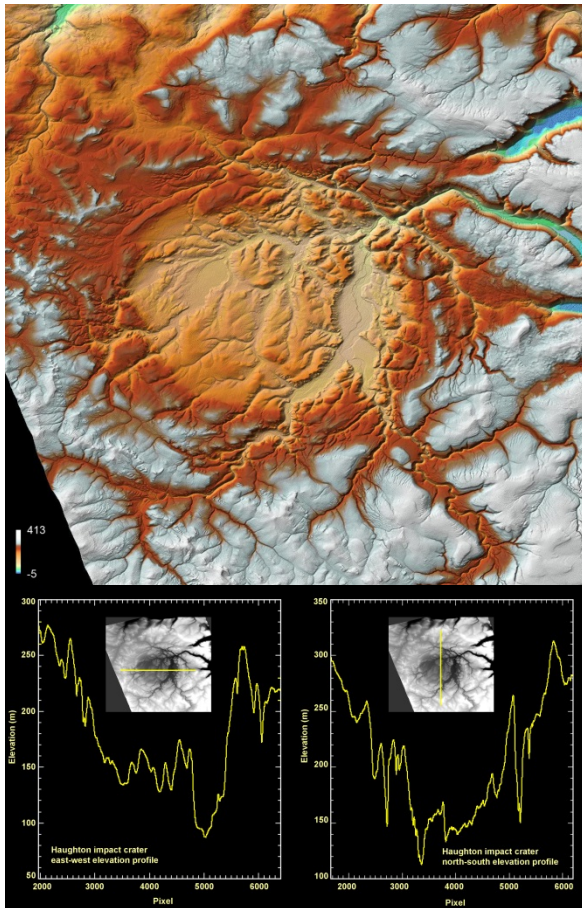 413
-5
300
250
200
150
100
50
Elevation (m)
Haughton impact crater
east-west elevation profile
2000 3000 4000 5000 6000
Pixel
350
300
250
200
150
100
Elevation (m)
Haughton impact crater
north-south elevation profile
2000 3000 4000 5000 6000
Pixel